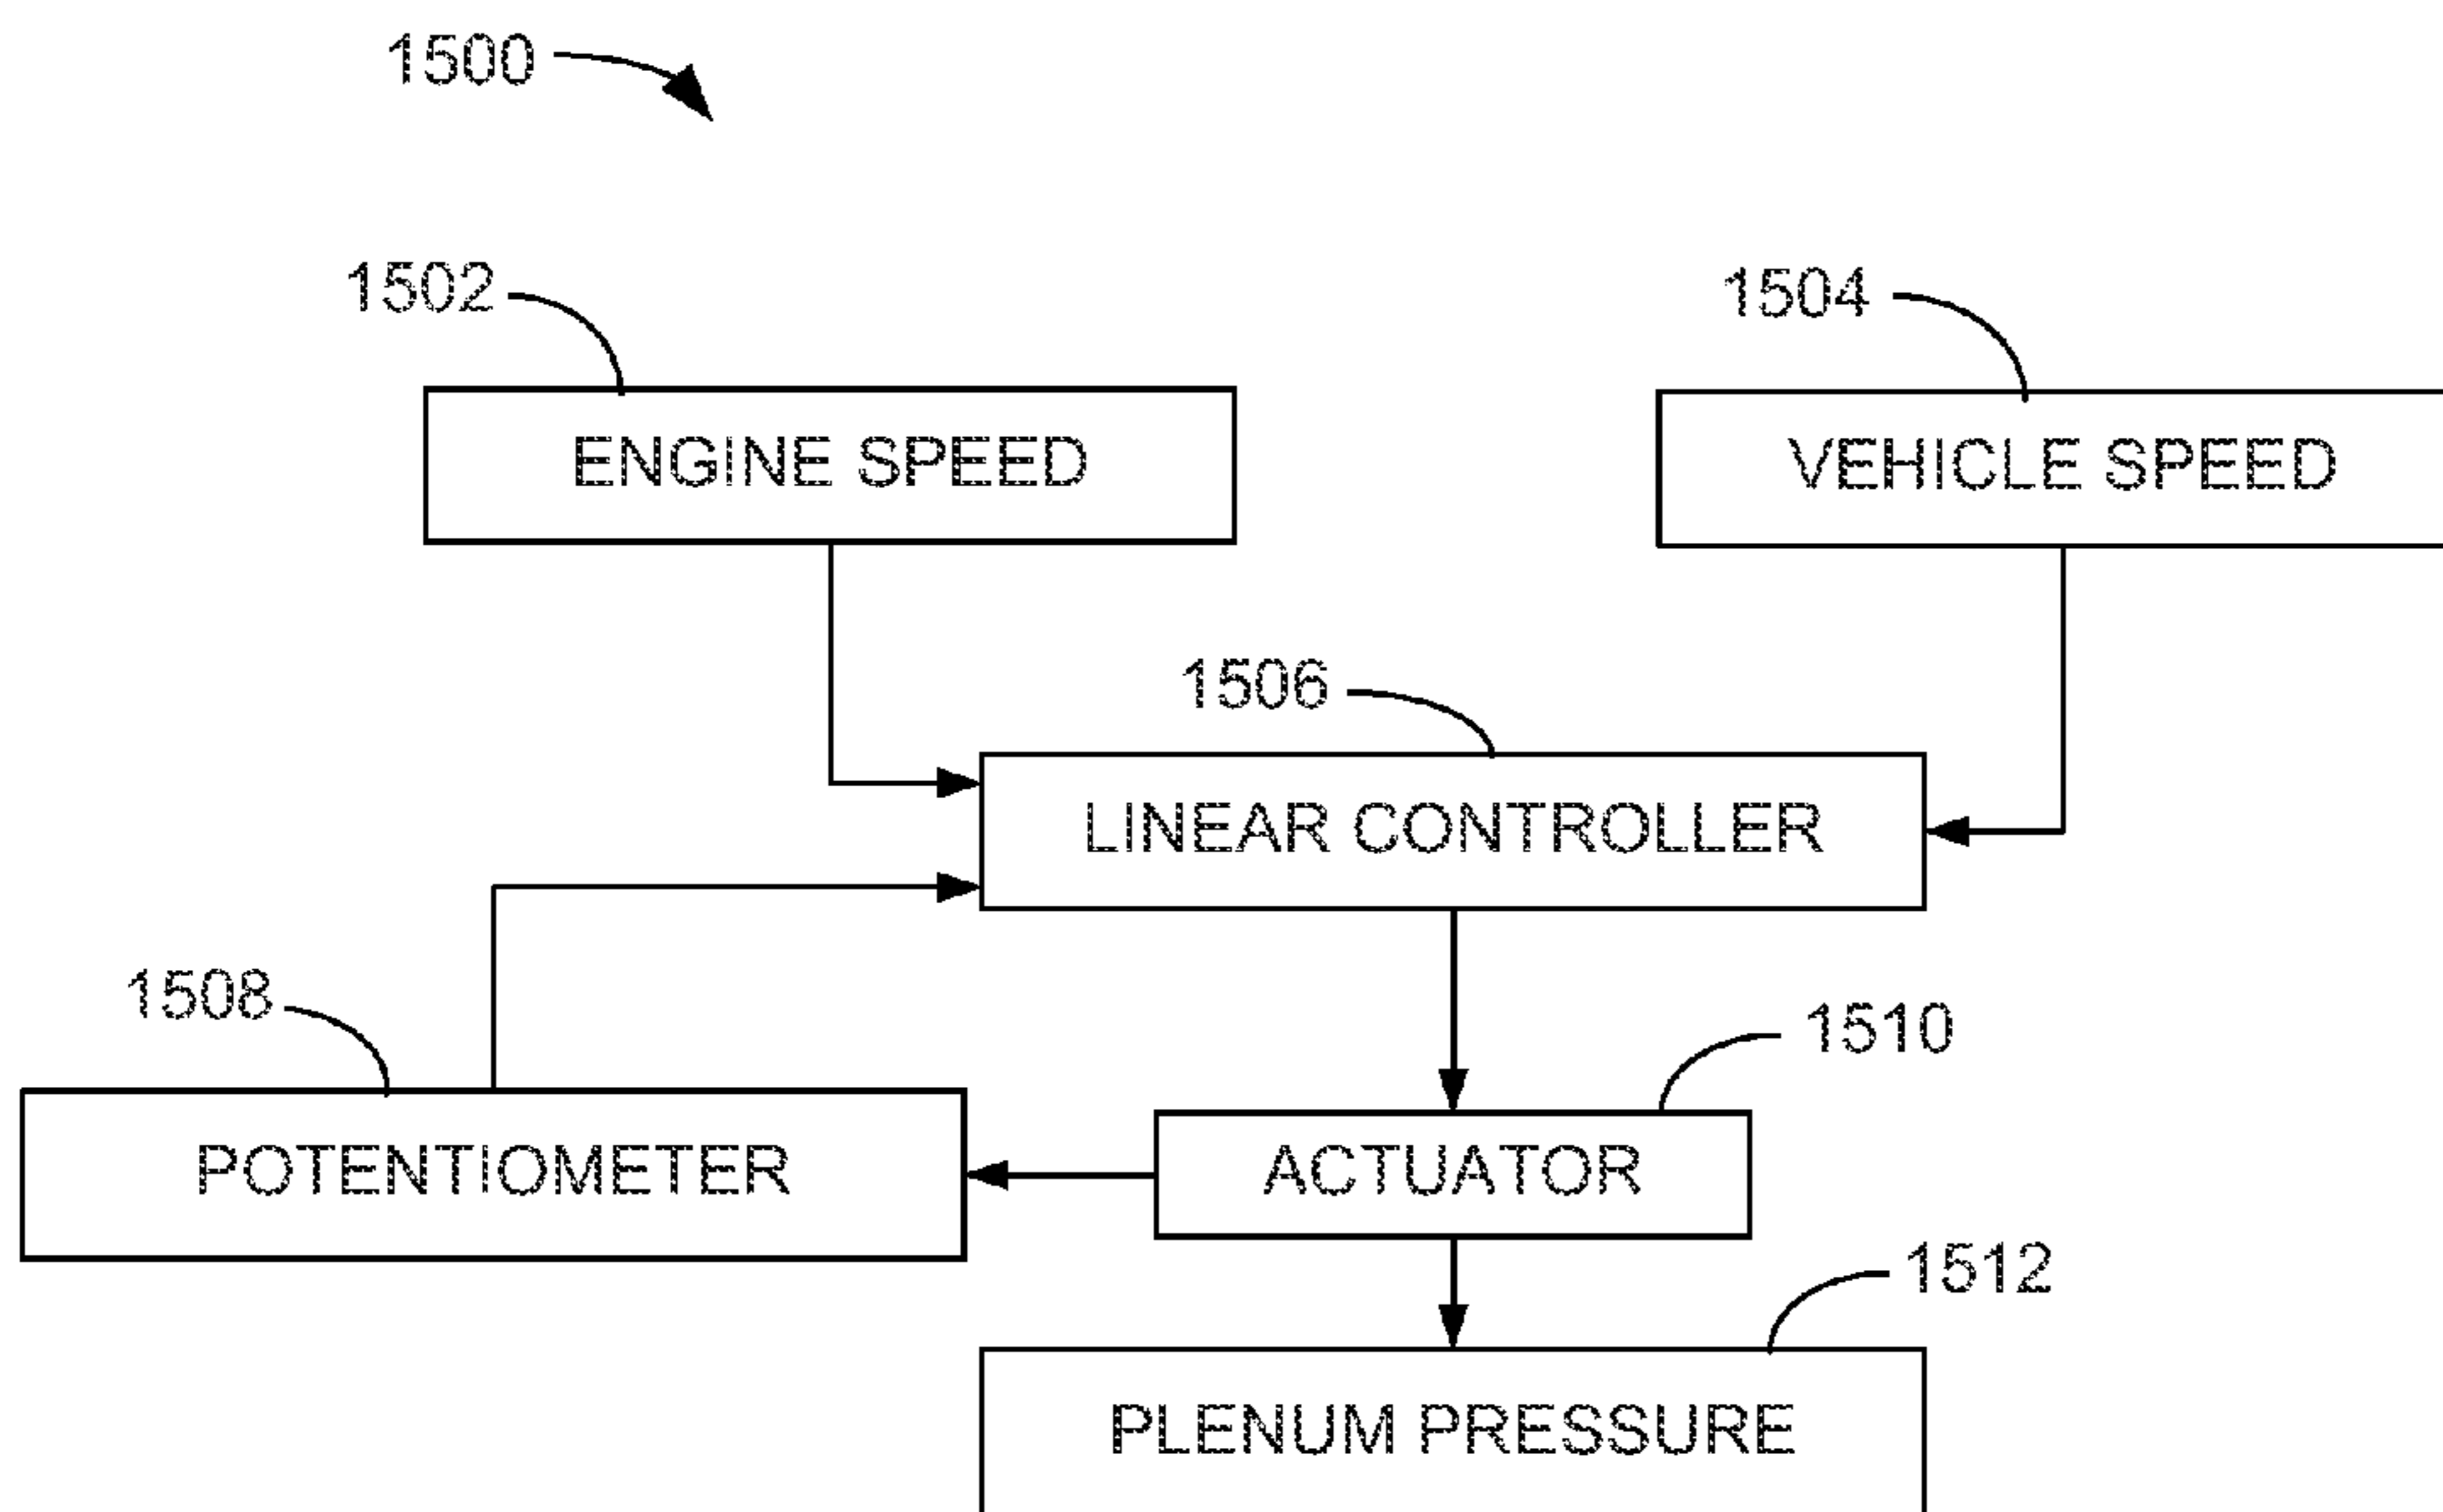 1500
1502
1504
ENGINE SPEED
VEHICLE SPEED
1506
LINEAR CONTROLLER
1508
1510
POTENTIOMETER
ACTUATOR
1512
PLENUM PRESSURE